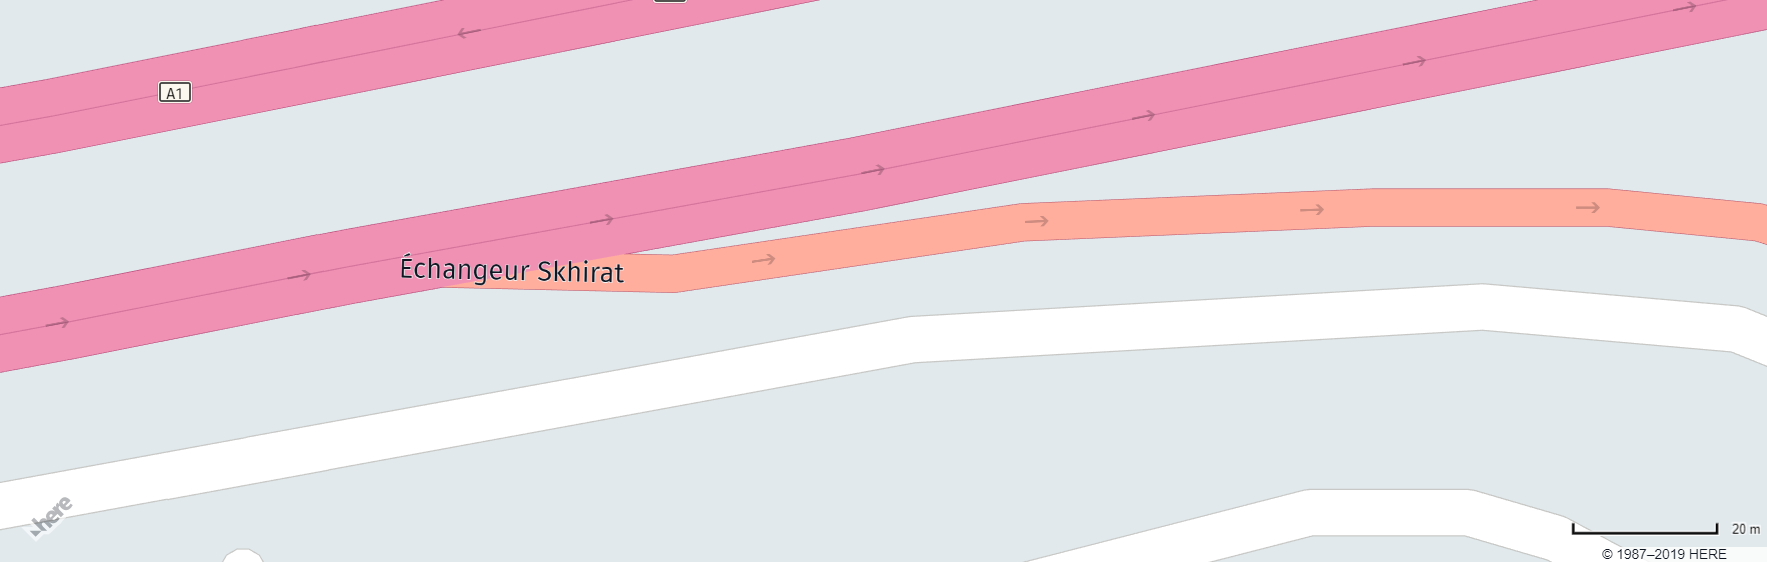 A1
Échangeur Skhirat
here
20 m
© 1987–2019 HERE